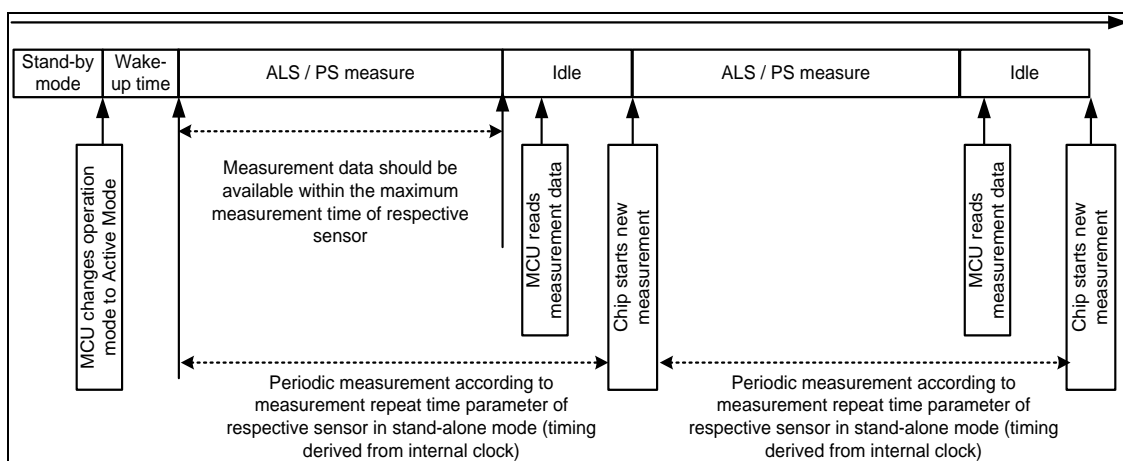 Stand-by
mode
Wake-
up time
ALS / PS measure
Idle
ALS / PS measure
Idle
Measurement data should be
available within the maximum
measurement time of respective
sensor
MCU changes operation
mode to Active Mode
MCU reads
measurement data
Chip starts new
measurement
MCU reads
measurement data
Chip starts new
measurement
Periodic measurement according to
measurement repeat time parameter of
respective sensor in stand-alone mode (timing
derived from internal clock)
Periodic measurement according to
measurement repeat time parameter of
respective sensor in stand-alone mode (timing
derived from internal clock)